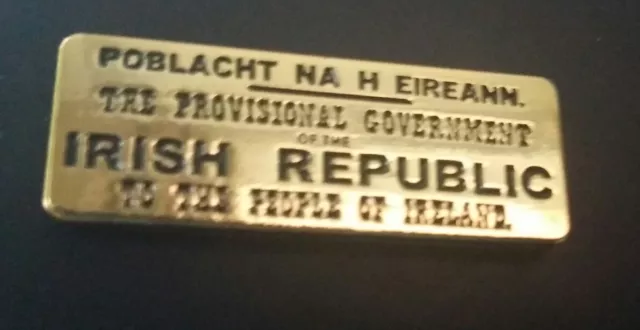 POBLACHT NA H EIREANN.
THE PROVISIONAL GOVERNMENT
OF THE
IRISH REPUBLIC
TO THE PEOPLE OF IRELAND.